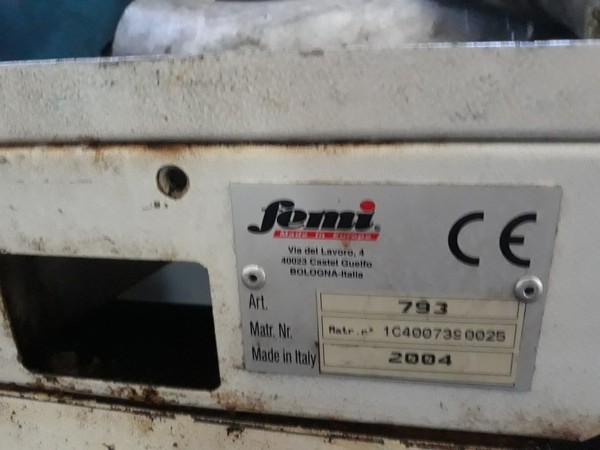 femi
Made in Europe
Via del Lavoro, 4
40023 Castel Guelfo
BOLOGNA-Italia
CE
Art. 793
Matr. Nr. Matr.n° 1C4007390025
Made in Italy 2004